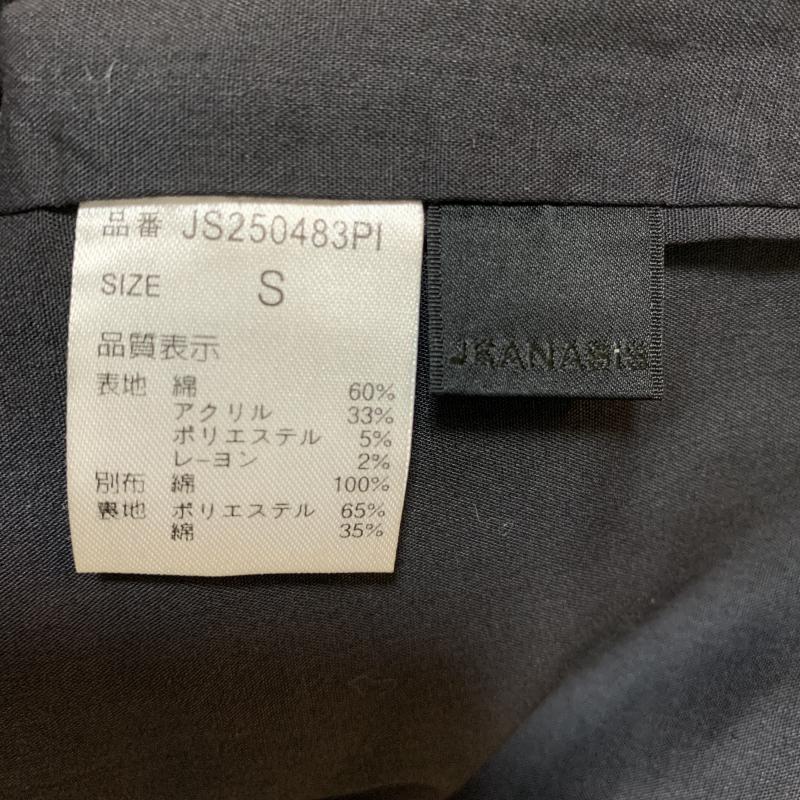 品番 JS250483PI
SIZE S
品質表示
表地 綿 60%
アクリル 33%
ポリエステル 5%
レーヨン 2%
別布 綿 100%
裏地 ポリエステル 65%
綿 35%
JKANASIS